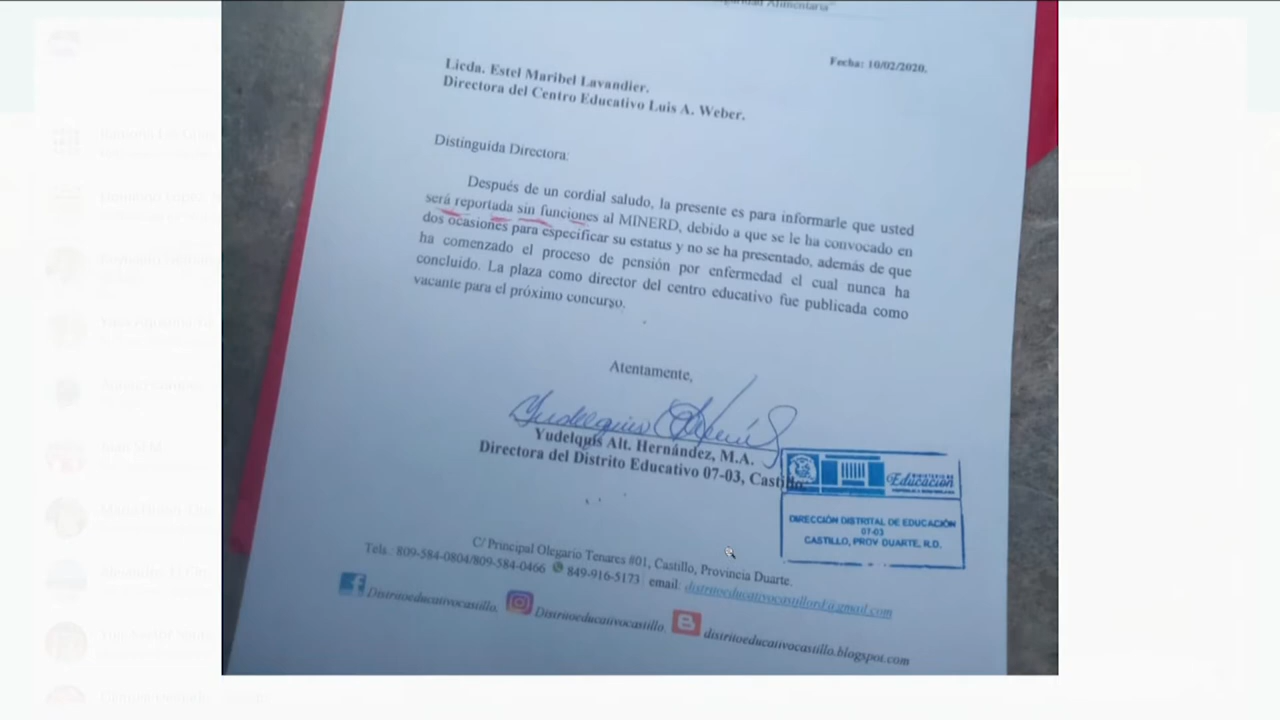 Alimentaria"
Fecha: 10/02/2020.
Licda. Estel Maribel Lavandier.
Directora del Centro Educativo Luis A. Weber.
Distinguida Directora:
Después de un cordial saludo, la presente es para informarle que usted
será reportada sin funciones al MINERD, debido a que se le ha convocado en
dos ocasiones para especificar su estatus y no se ha presentado, además de que
ha comenzado el proceso de pensión por enfermedad el cual nunca ha
concluido. La plaza como director del centro educativo fue publicada como
vacante para el próximo concurso.
Atentamente,
Yudelquis Alt. Hernández, M.A.
Directora del Distrito Educativo 07-03, Castillo.
MINISTERIO DE
Educación
DIRECCIÓN DISTRITAL DE EDUCACIÓN
07-03
CASTILLO, PROV DUARTE, R.D.
C/ Principal Olegario Tenares #01, Castillo, Provincia Duarte.
Tels.: 809-584-0804/809-584-0466 849-916-5173 email: distritoeducativocastillord@gmail.com
Distritoeducativocastillo, Distritoeducativocastillo, distritoeducativocastillo.blogspot.com